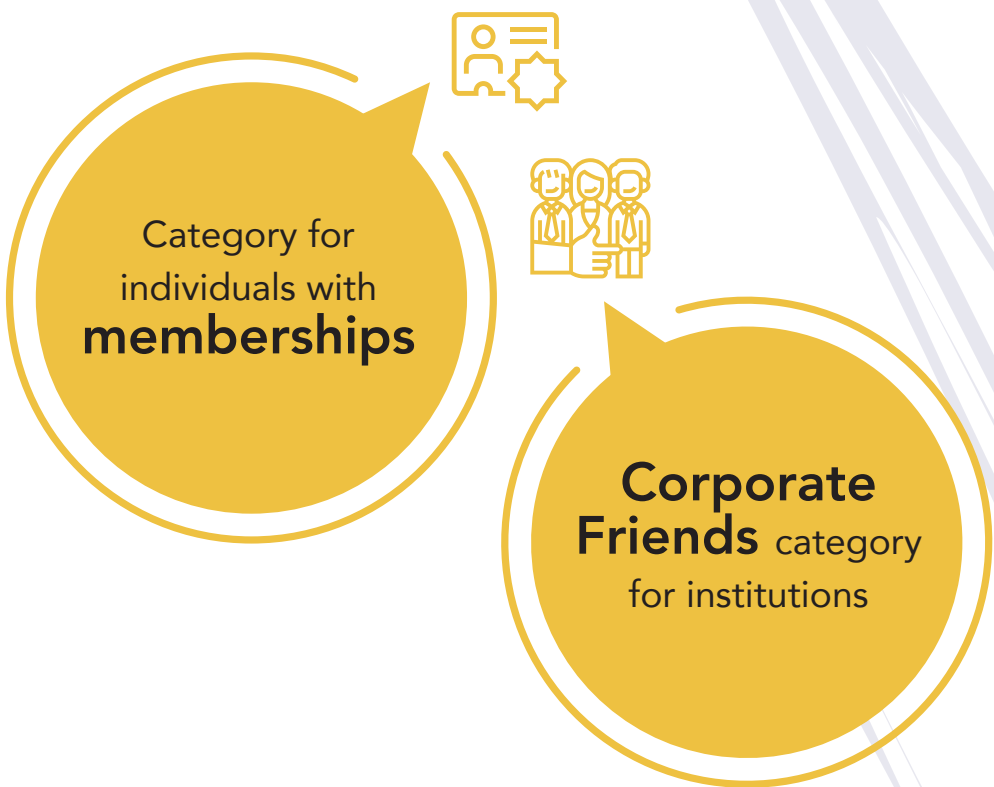 Category for
individuals with
memberships
Corporate
Friends category
for institutions